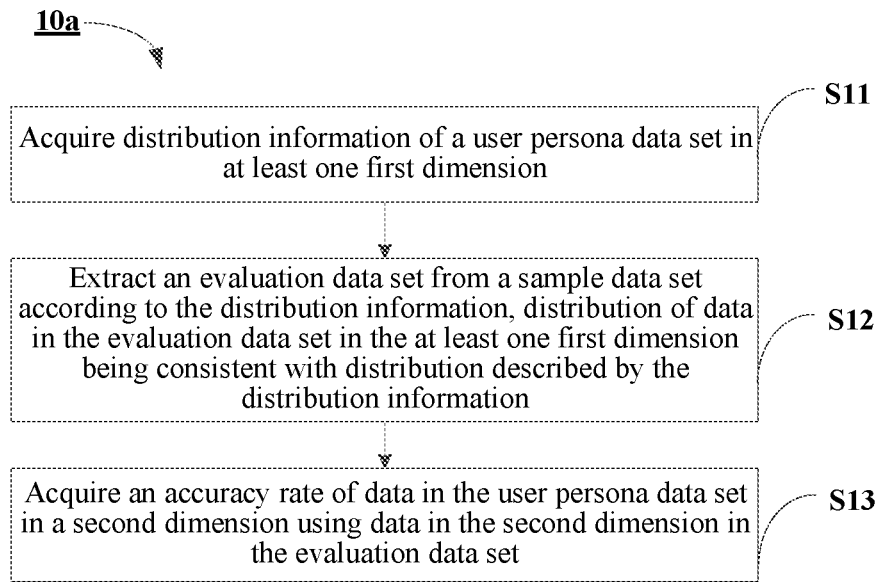 10a
S11
Acquire distribution information of a user persona data set in
at least one first dimension
Extract an evaluation data set from a sample data set
according to the distribution information, distribution of data
in the evaluation data set in the at least one first dimension
being consistent with distribution described by the
distribution information
S12
Acquire an accuracy rate of data in the user persona data set
in a second dimension using data in the second dimension in
the evaluation data set
S13